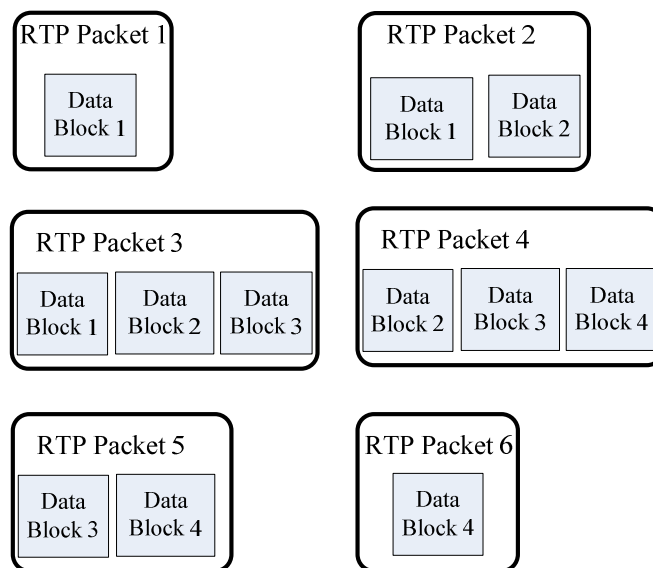 RTP Packet 1
Data
Block 1
RTP Packet 2
Data
Block 1
Data
Block 2
RTP Packet 3
Data
Block 1
Data
Block 2
Data
Block 3
RTP Packet 4
Data
Block 2
Data
Block 3
Data
Block 4
RTP Packet 5
Data
Block 3
Data
Block 4
RTP Packet 6
Data
Block 4